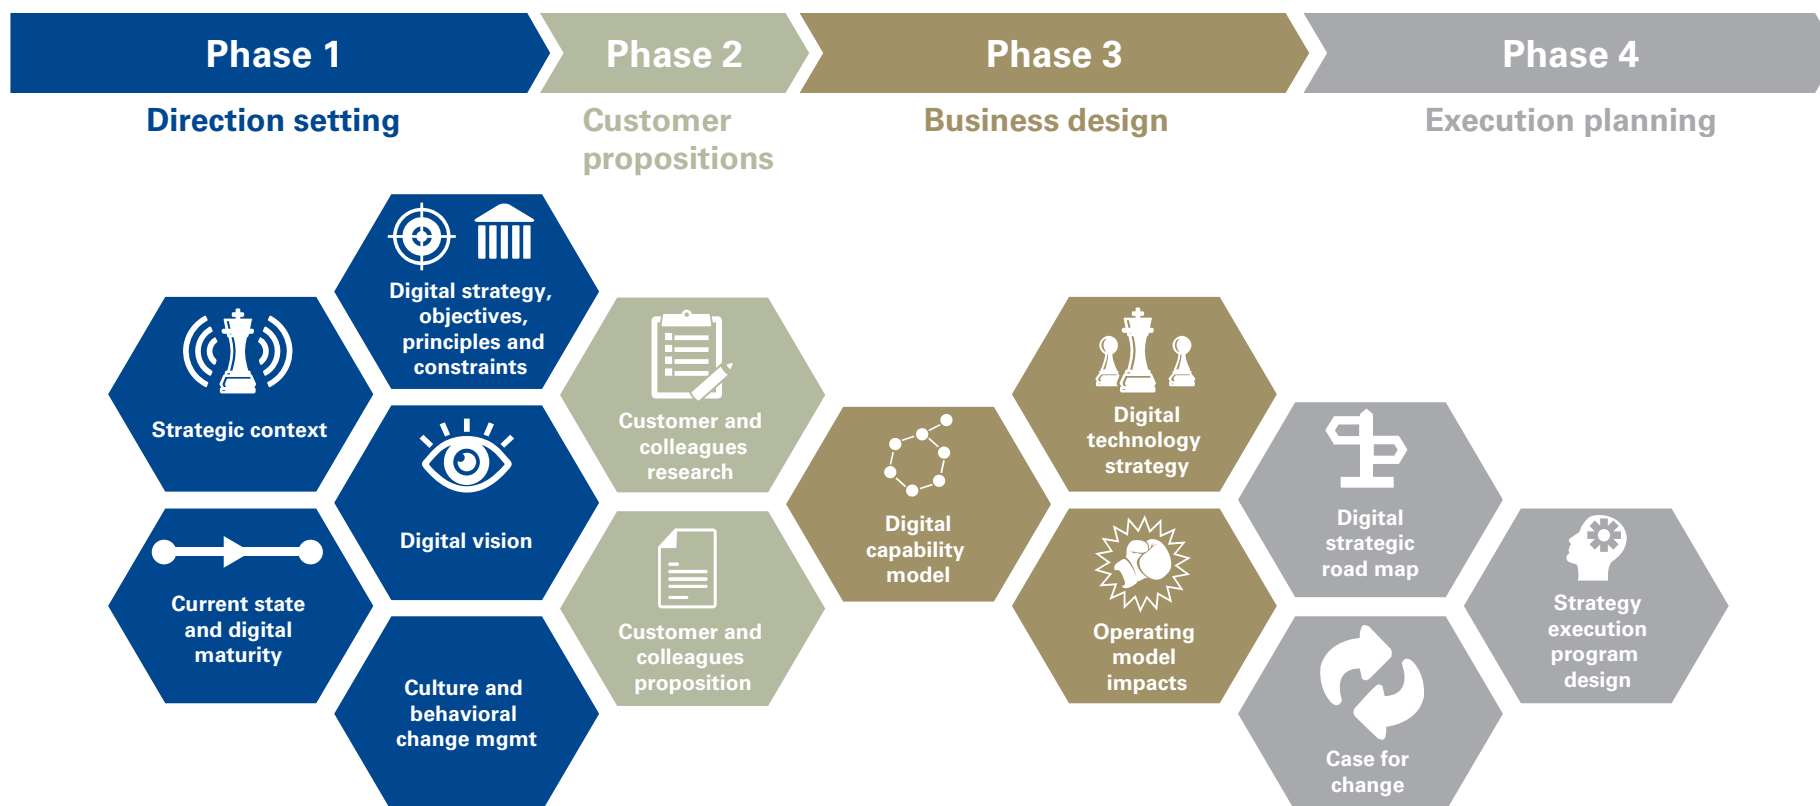 Phase 1
Phase 2
Phase 3
Phase 4
Direction setting
Customer
propositions
Business design
Execution planning
Strategic context
Current state
and digital
maturity
Digital strategy,
objectives,
principles and
constraints
Digital vision
Culture and
behavioral
change mgmt
Customer and
colleagues
research
Customer and
colleagues
proposition
Digital
capability
model
Digital
technology
strategy
Operating
model
impacts
Digital
strategic
road map
Case for
change
Strategy
execution
program
design